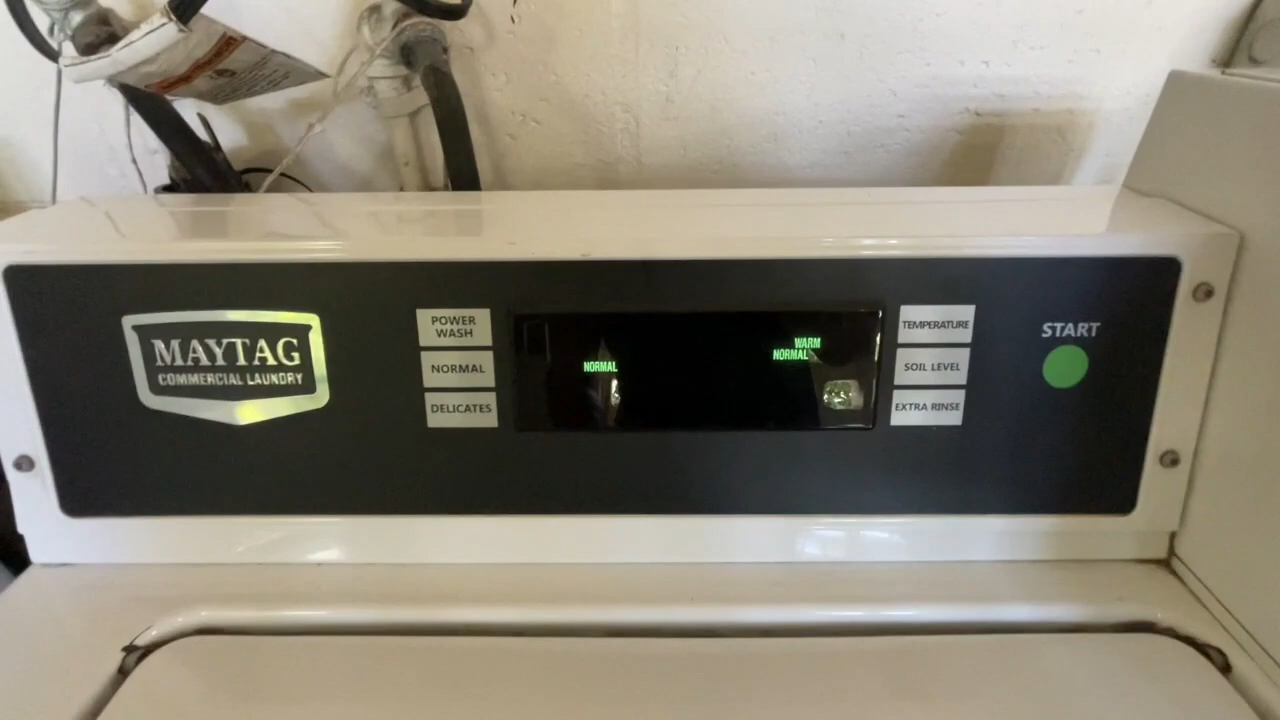 MAYTAG
COMMERCIAL LAUNDRY
POWER
WASH
NORMAL
DELICATES
NORMAL
WARM
NORMAL
TEMPERATURE
SOIL LEVEL
EXTRA RINSE
START